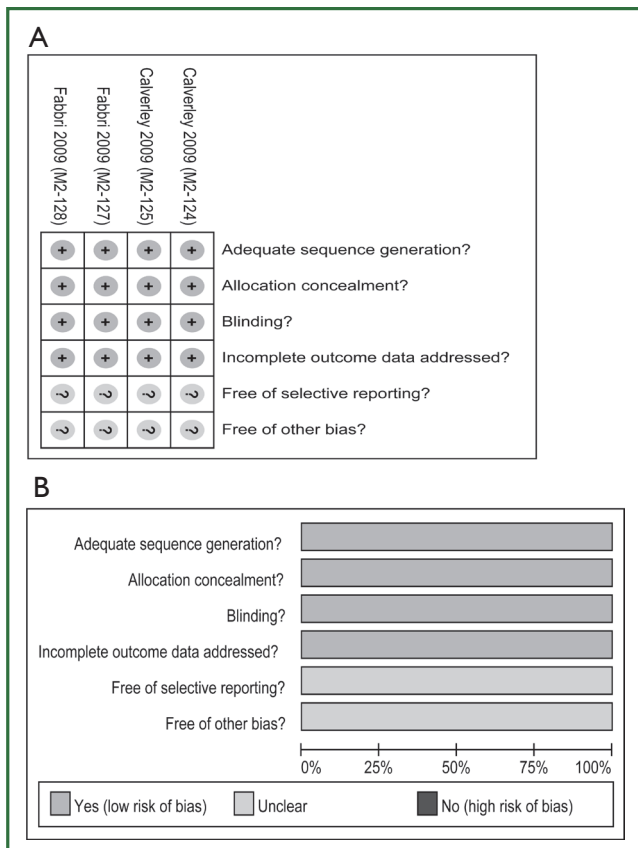 A
Fabbri 2009 (M2-128)
Fabbri 2009 (M2-127)
Calverley 2009 (M2-125)
Calverley 2009 (M2-124)
+ + + + Adequate sequence generation?
+ + + + Allocation concealment?
+ + + + Blinding?
+ + + + Incomplete outcome data addressed?
? ? ? ? Free of selective reporting?
? ? ? ? Free of other bias?
B
Adequate sequence generation?
Allocation concealment?
Blinding?
Incomplete outcome data addressed?
Free of selective reporting?
Free of other bias?
0% 25% 50% 75% 100%
Yes (low risk of bias) Unclear No (high risk of bias)